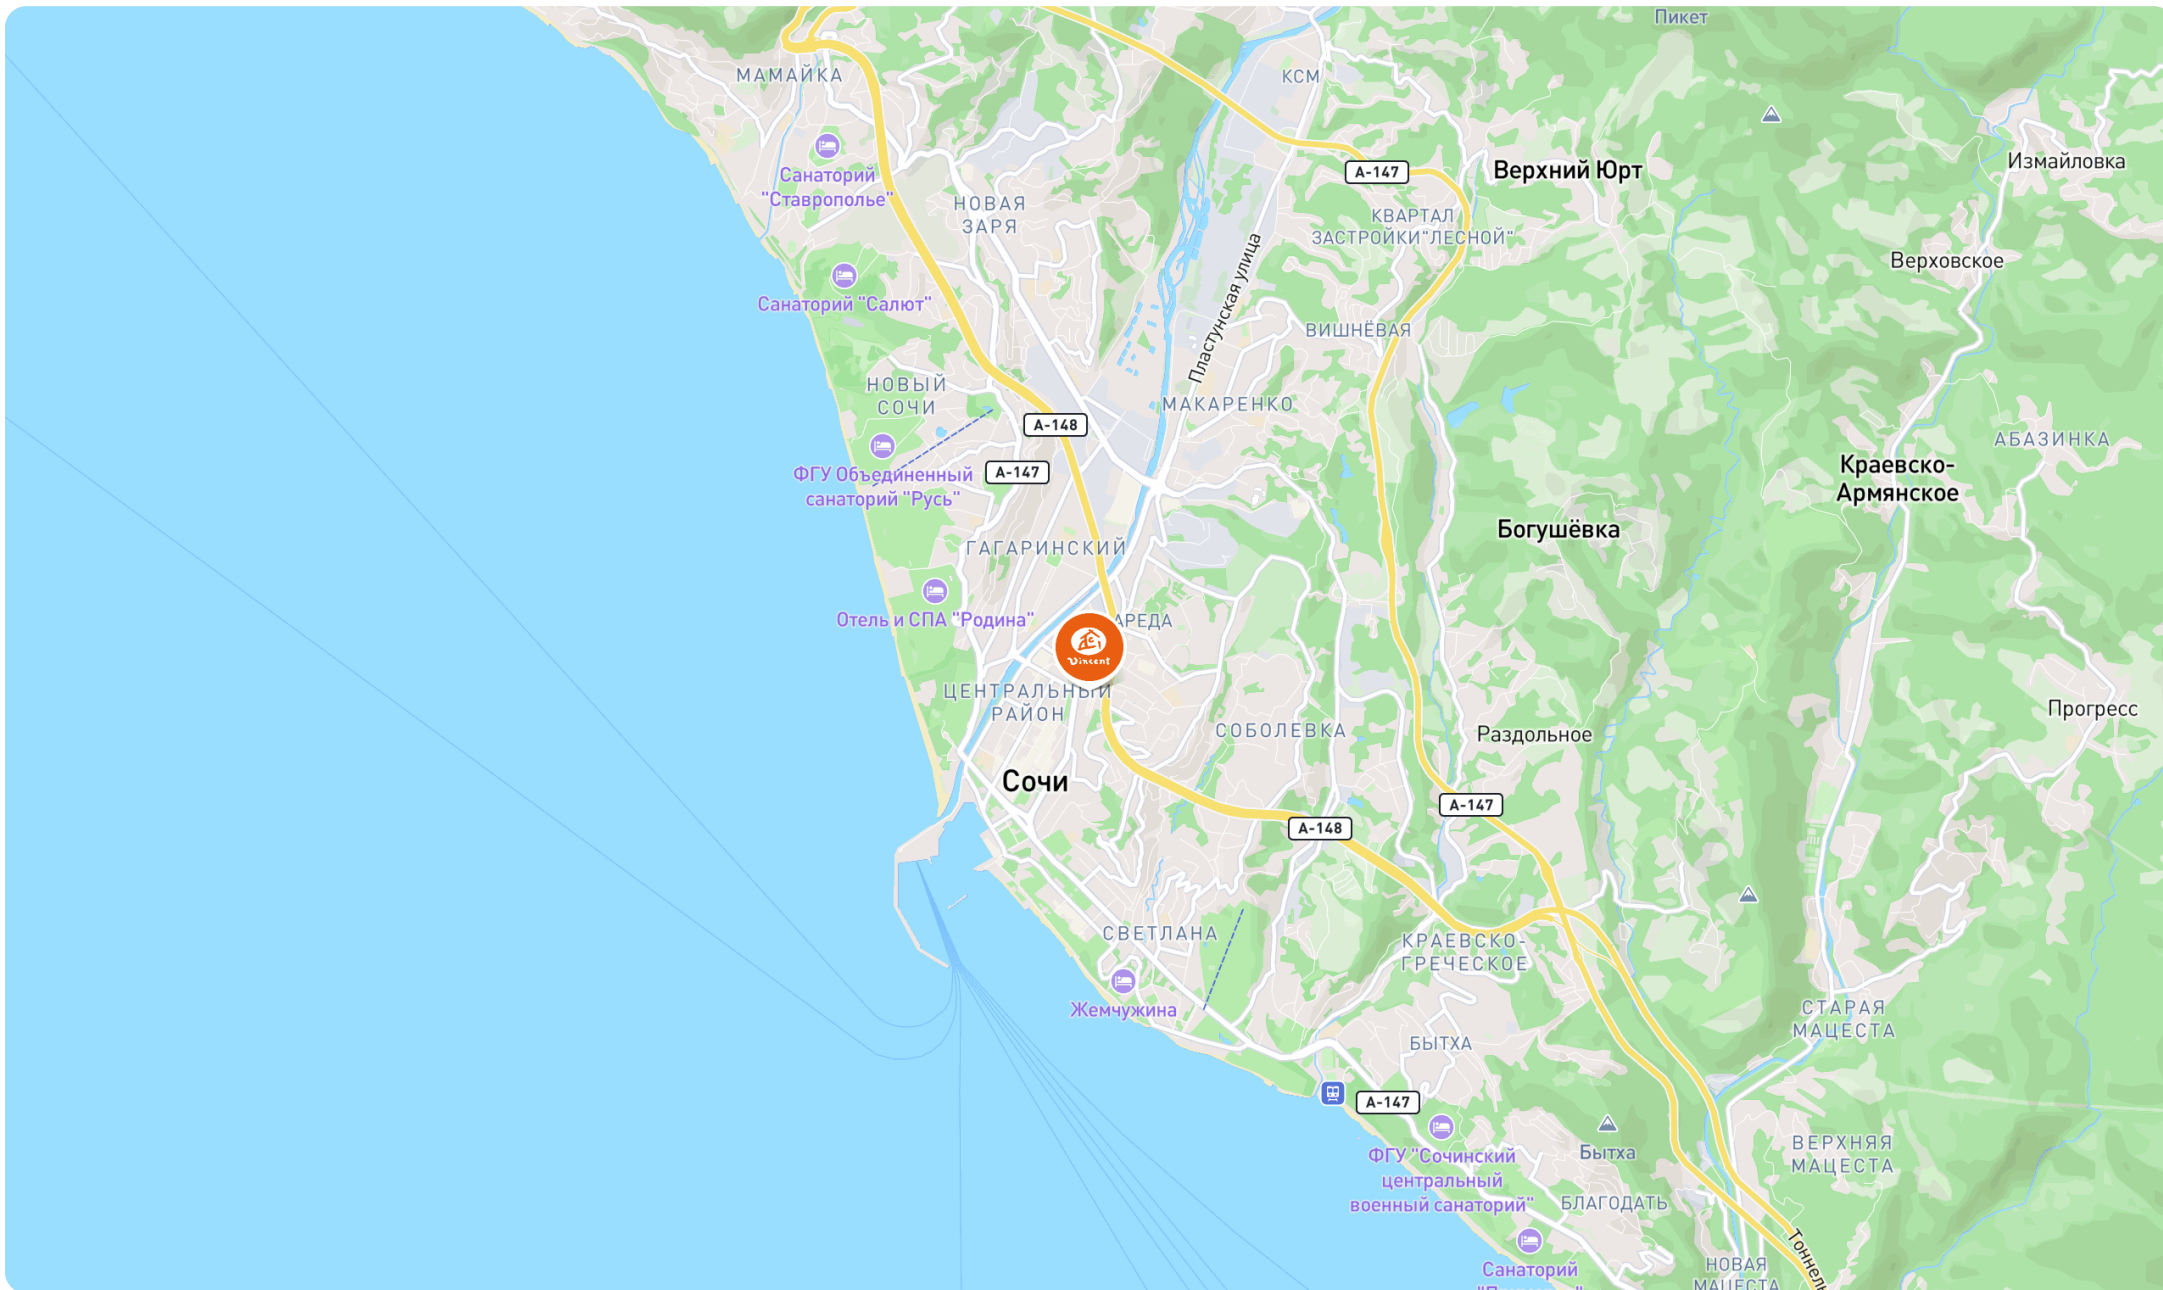 Пикет
МАМАЙКА
КСМ
Санаторий
"Ставрополье"
А-147
Верхний Юрт
Измайловка
НОВАЯ
ЗАРЯ
КВАРТАЛ
ЗАСТРОЙКИ"ЛЕСНОЙ"
Пластунская улица
Верховское
Санаторий "Салют"
ВИШНЁВАЯ
НОВЫЙ
СОЧИ
МАКАРЕНКО
А-148
АБАЗИНКА
ФГУ Объединенный
санаторий "Русь"
А-147
Краевско-
Армянское
Богушёвка
ГАГАРИНСКИЙ
Отель и СПА "Родина"
АРЕДА
Vincent
ЦЕНТРАЛЬНЫЙ
РАЙОН
Прогресс
СОБОЛЕВКА
Раздольное
Сочи
А-147
А-148
СВЕТЛАНА
КРАЕВСКО-
ГРЕЧЕСКОЕ
Жемчужина
СТАРАЯ
МАЦЕСТА
БЫТХА
А-147
ФГУ "Сочинский
центральный
военный санаторий"
Бытха
ВЕРХНЯЯ
МАЦЕСТА
БЛАГОДАТЬ
Санаторий
НОВАЯ
МАЦЕСТА
Тоннель